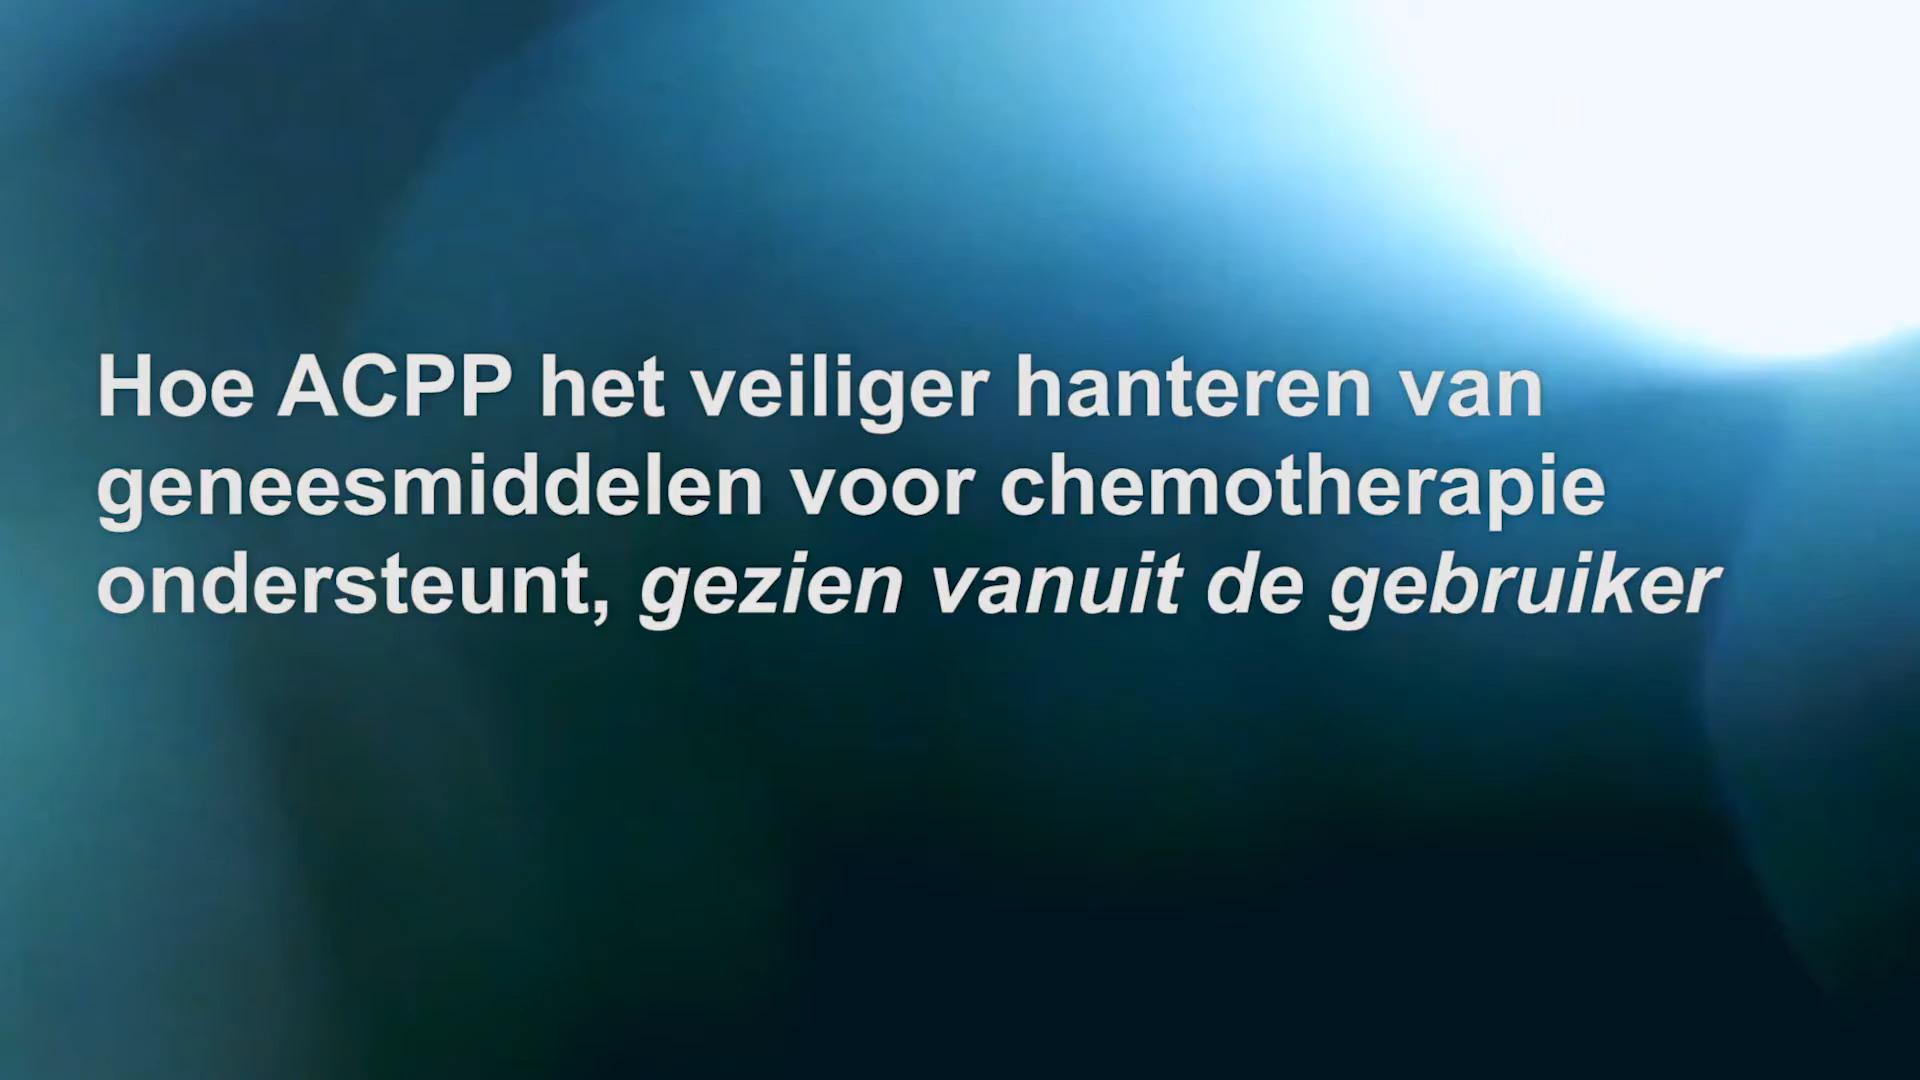 Hoe ACPP het veiliger hanteren van
geneesmiddelen voor chemotherapie
ondersteunt, gezien vanuit de gebruiker